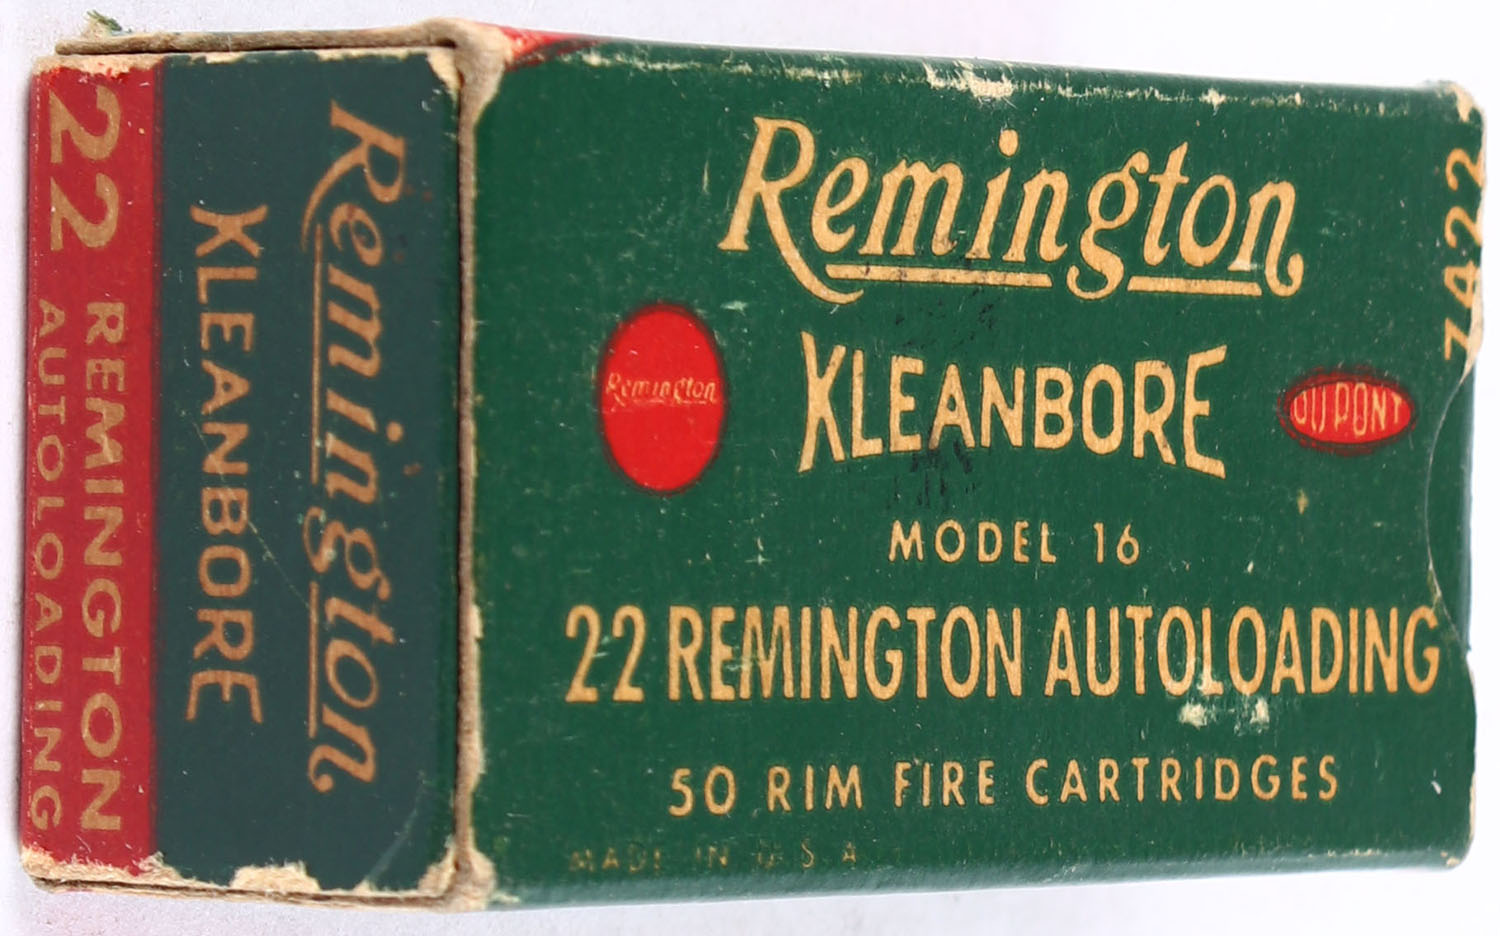 Remington
KLEANBORE
MODEL 16
22 REMINGTON AUTOLOADING
50 RIM FIRE CARTRIDGES
MADE IN U S A
Remington
DU PONT
7A22
Remington
KLEANBORE
22 REMINGTON
AUTOLOADING